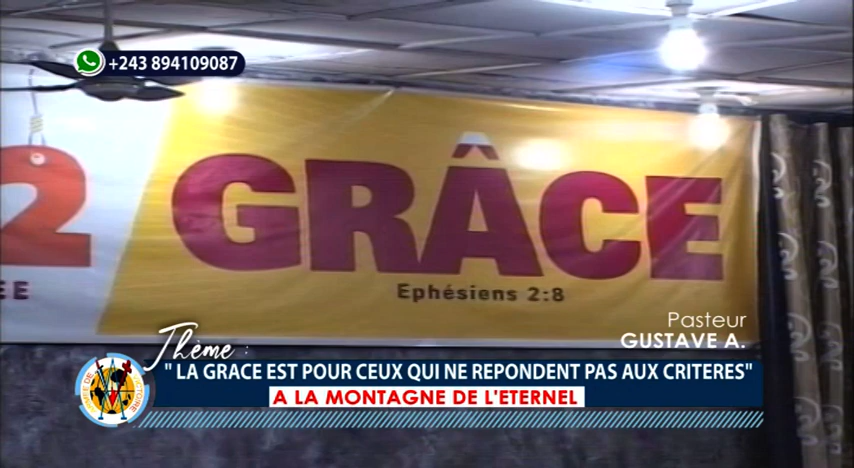 +243 894109087
2
EE
GRÂCE
Ephésiens 2:8
Pasteur
GUSTAVE A.
Thème :
" LA GRACE EST POUR CEUX QUI NE REPONDENT PAS AUX CRITERES"
A LA MONTAGNE DE L'ETERNEL